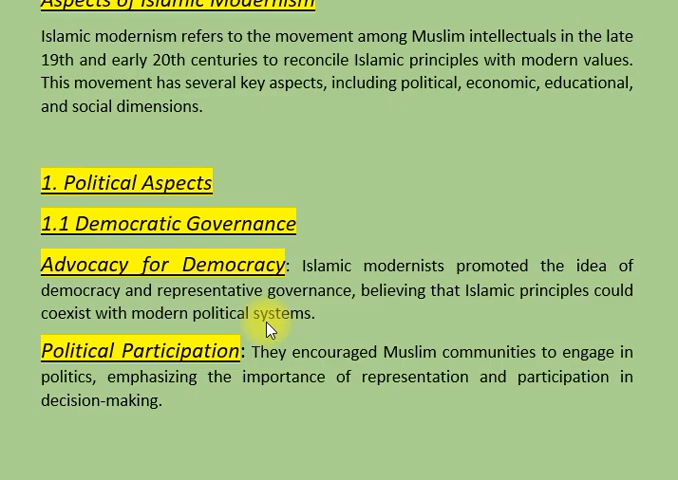 Aspects of Islamic Modernism
Islamic modernism refers to the movement among Muslim intellectuals in the late
19th and early 20th centuries to reconcile Islamic principles with modern values.
This movement has several key aspects, including political, economic, educational,
and social dimensions.
1. Political Aspects
1.1 Democratic Governance
Advocacy for Democracy: Islamic modernists promoted the idea of
democracy and representative governance, believing that Islamic principles could
coexist with modern political systems.
Political Participation: They encouraged Muslim communities to engage in
politics, emphasizing the importance of representation and participation in
decision-making.